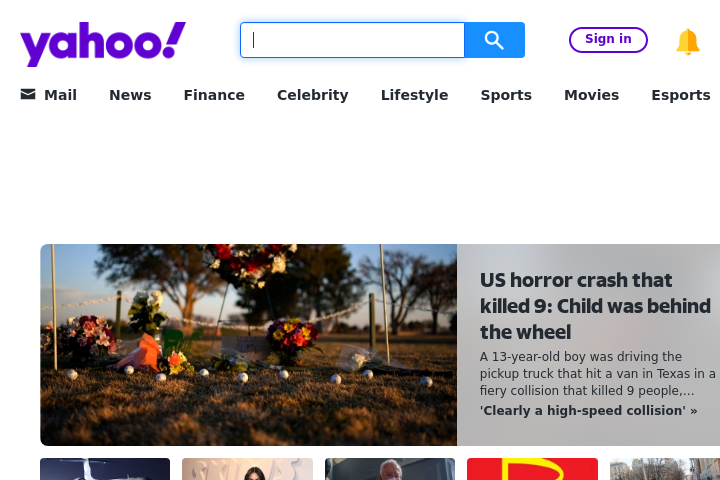 yahoo!
Sign in
Mail News Finance Celebrity Lifestyle Sports Movies Esports
US horror crash that
killed 9: Child was behind
the wheel
A 13-year-old boy was driving the
pickup truck that hit a van in Texas in a
fiery collision that killed 9 people,...
'Clearly a high-speed collision' »